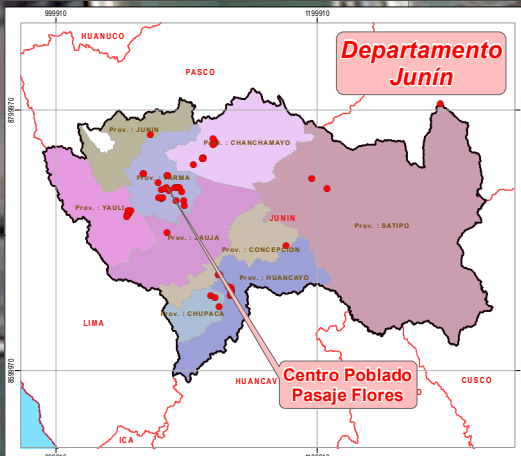 999910
1199910
HUANUCO
Departamento
Junín
PASCO
8799970
Prov. : JUNIN
Prov. : CHANCHAMAYO
Prov. : TARMA
Prov. : YAULI
JUNIN
Prov. : SATIPO
Prov. : JAUJA
Prov. : CONCEPCION
Prov. : HUANCAYO
LIMA
Prov. : CHUPACA
8599970
Centro Poblado
Pasaje Flores
HUANCAV
CUSCO
ICA